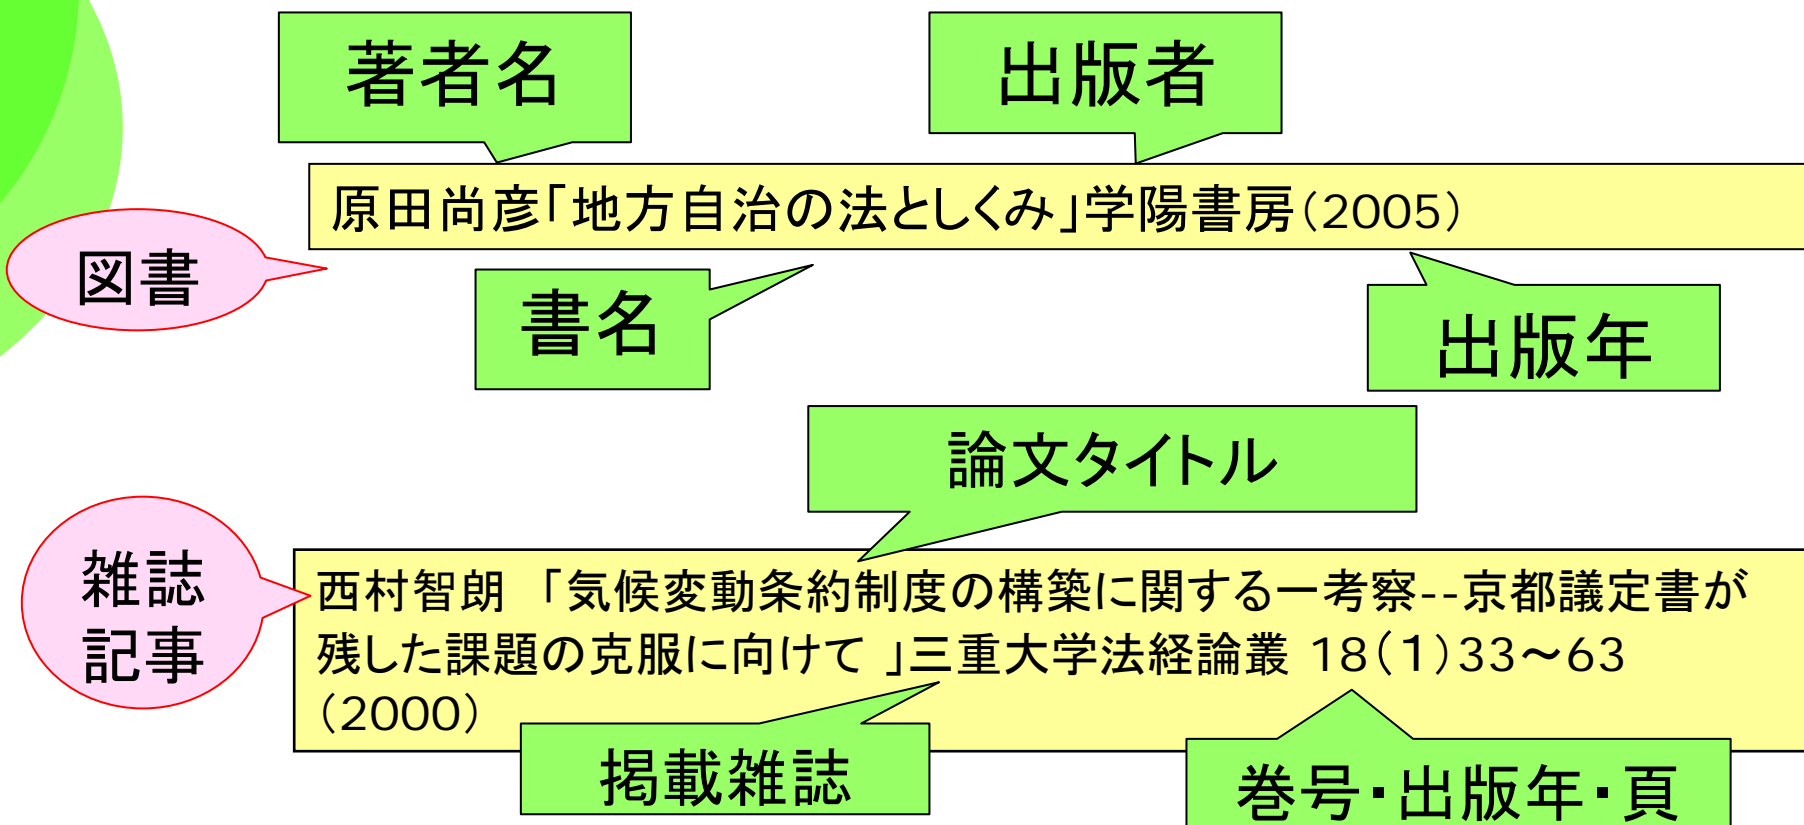 著者名
出版者
原田尚彦「地方自治の法としくみ」学陽書房(2005)
図書
書名
出版年
論文タイトル
雑誌
記事
西村智朗 「気候変動条約制度の構築に関する一考察--京都議定書が
残した課題の克服に向けて 」三重大学法経論叢 18(1)33～63
(2000)
掲載雑誌
巻号・出版年・頁